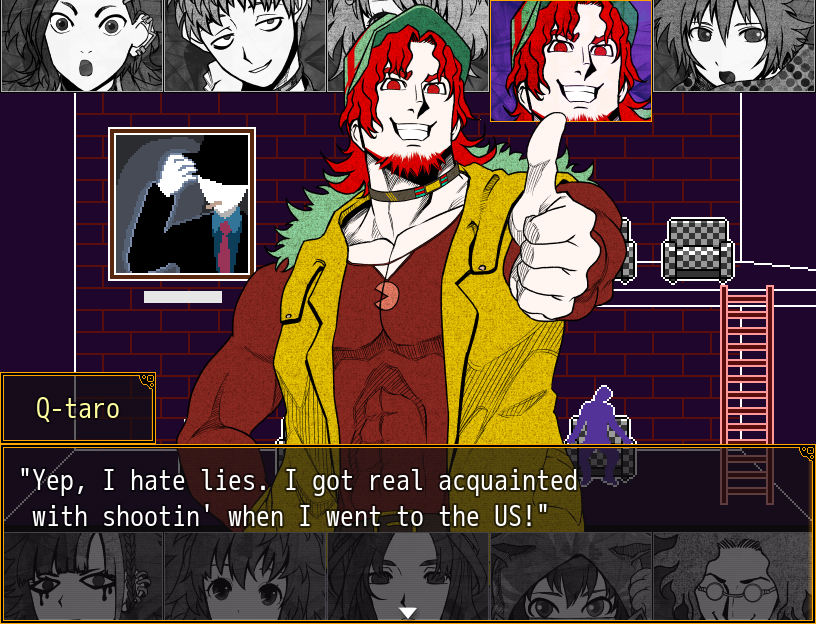 Q-taro
"Yep, I hate lies. I got real acquainted
with shootin' when I went to the US!"